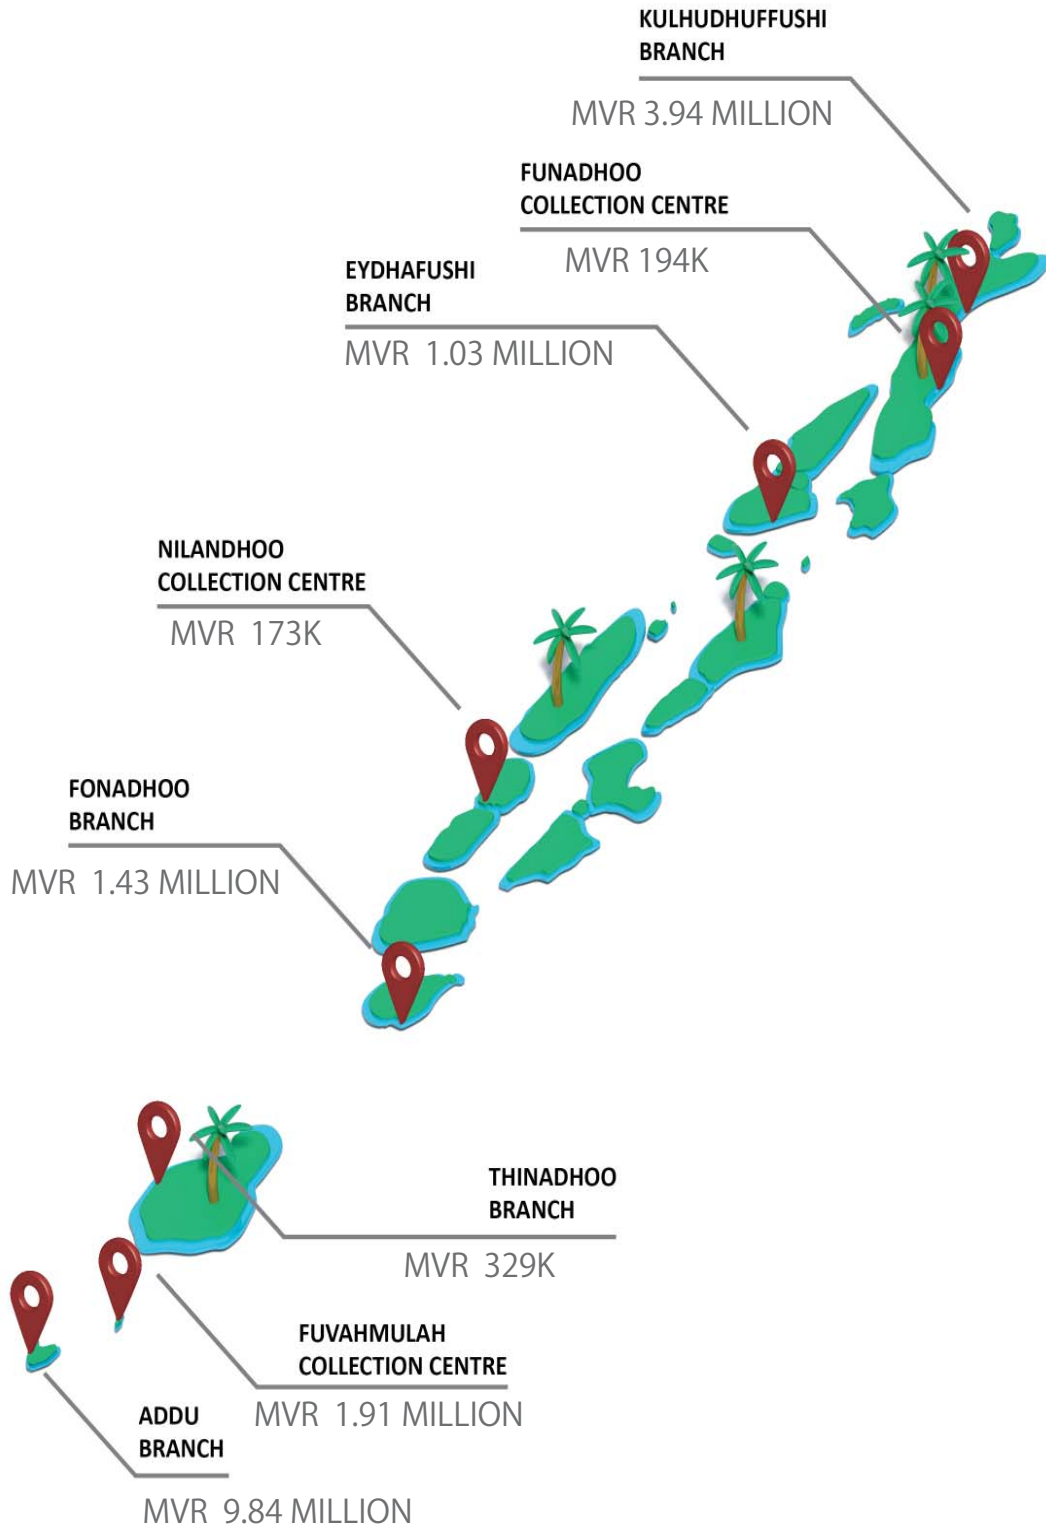 KULHUDHUFFUSHI
BRANCH
MVR 3.94 MILLION
FUNADHOO
COLLECTION CENTRE
MVR 194K
EYDHAFUSHI
BRANCH
MVR 1.03 MILLION
NILANDHOO
COLLECTION CENTRE
MVR 173K
FONADHOO
BRANCH
MVR 1.43 MILLION
THINADHOO
BRANCH
MVR 329K
FUVAHMULAH
COLLECTION CENTRE
MVR 1.91 MILLION
ADDU
BRANCH
MVR 9.84 MILLION